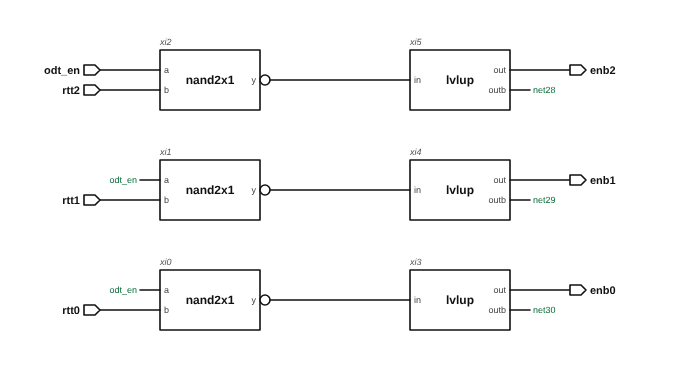 xi2 xi5
odt_en a nand2x1 y in lvlup out enb2
rtt2 b outb net28
xi1 xi4
odt_en a nand2x1 y in lvlup out enb1
rtt1 b outb net29
xi0 xi3
odt_en a nand2x1 y in lvlup out enb0
rtt0 b outb net30